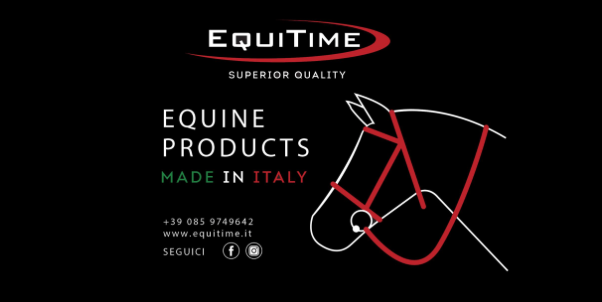 EQUITIME
SUPERIOR QUALITY
EQUINE
PRODUCTS
MADE IN ITALY
+39 085 9749642
www.equitime.it
SEGUICI